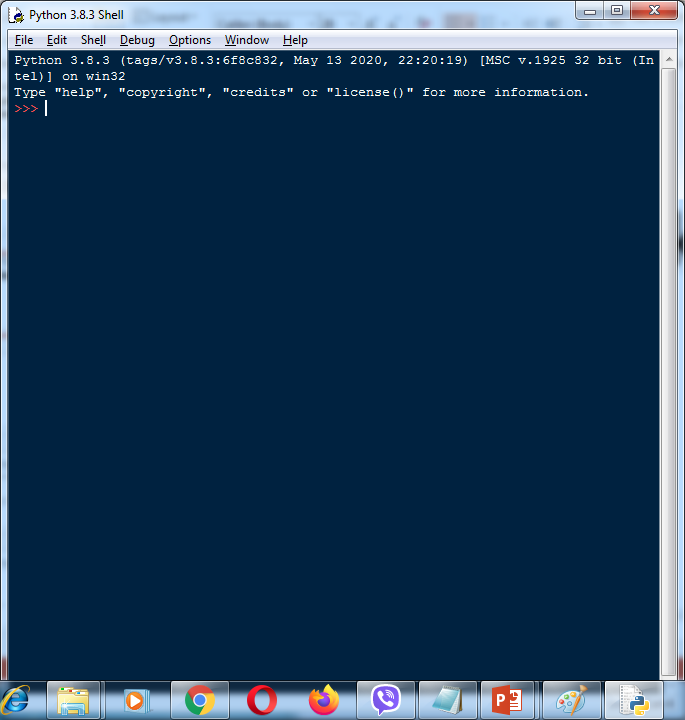 Python 3.8.3 Shell
File Edit Shell Debug Options Window Help
Python 3.8.3 (tags/v3.8.3:6f8c832, May 13 2020, 22:20:19) [MSC v.1925 32 bit (In
tel)] on win32
Type "help", "copyright", "credits" or "license()" for more information.
>>>